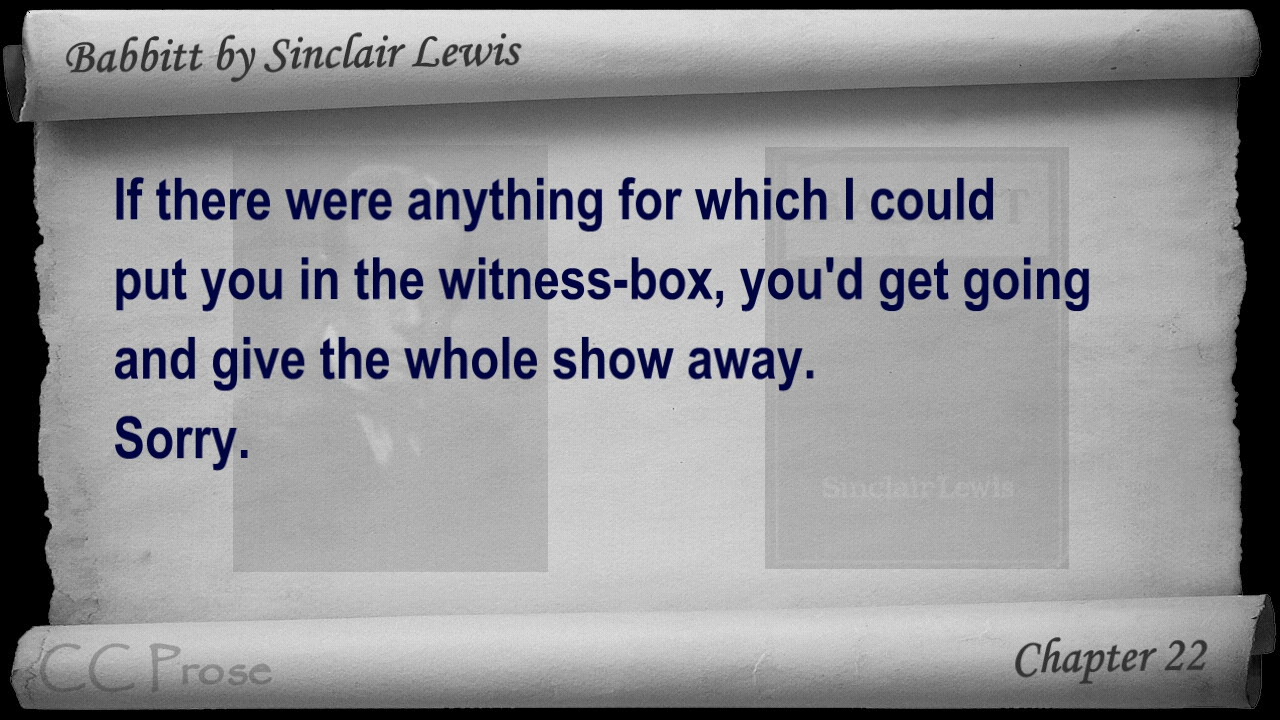 Babbitt by Sinclair Lewis
If there were anything for which I could
put you in the witness-box, you'd get going
and give the whole show away.
Sorry.
Sinclair Lewis
CC Prose
Chapter 22